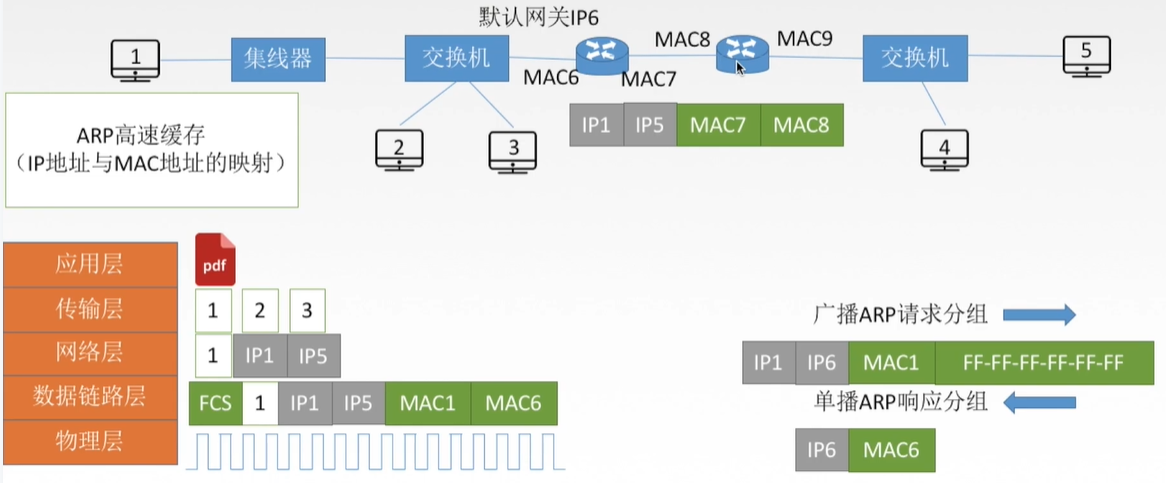 默认网关IP6
1
集线器
交换机
MAC6
MAC7
MAC8
MAC9
交换机
5
2
3
4
IP1 IP5 MAC7 MAC8
ARP高速缓存
（IP地址与MAC地址的映射）
应用层
pdf
传输层
1 2 3
网络层
1 IP1 IP5
数据链路层
FCS 1 IP1 IP5 MAC1 MAC6
物理层
广播ARP请求分组
IP1 IP6 MAC1 FF-FF-FF-FF-FF-FF
单播ARP响应分组
IP6 MAC6